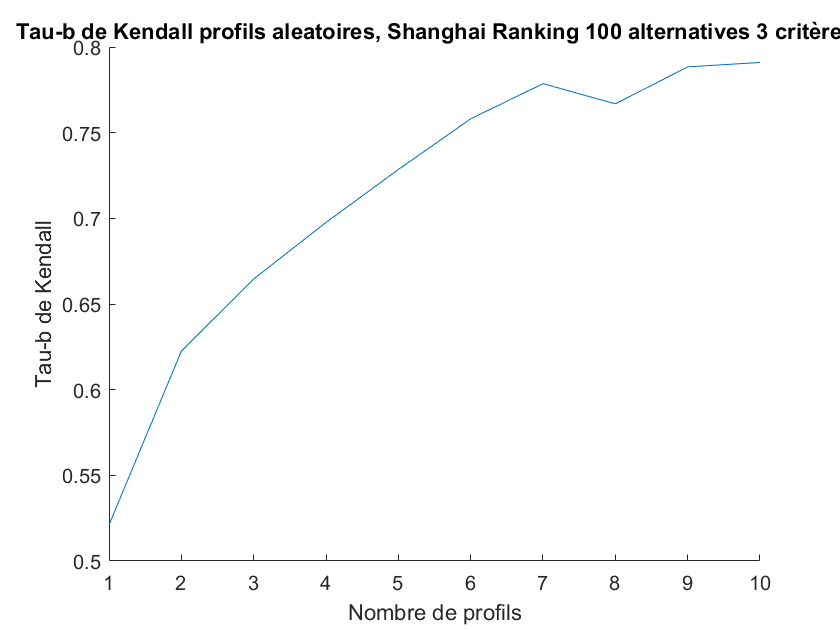 Tau-b de Kendall profils aleatoires, Shanghai Ranking 100 alternatives 3 critère
0.8
0.75
0.7
0.65
0.6
0.55
0.5
Tau-b de Kendall
1 2 3 4 5 6 7 8 9 10
Nombre de profils